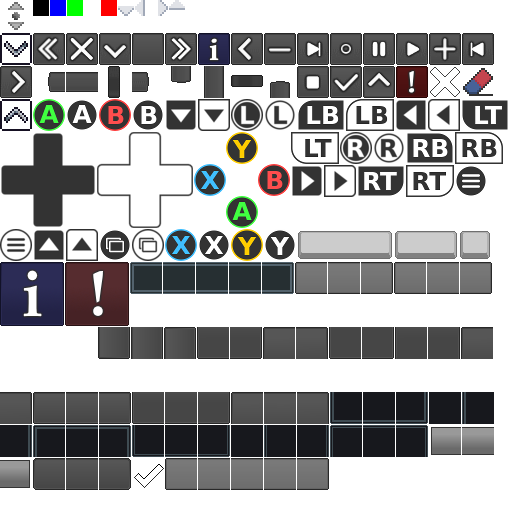 i
!
A A B B L L LB LB LT
Y LT R R RB RB
X B RT RT
A
X X Y Y
i !